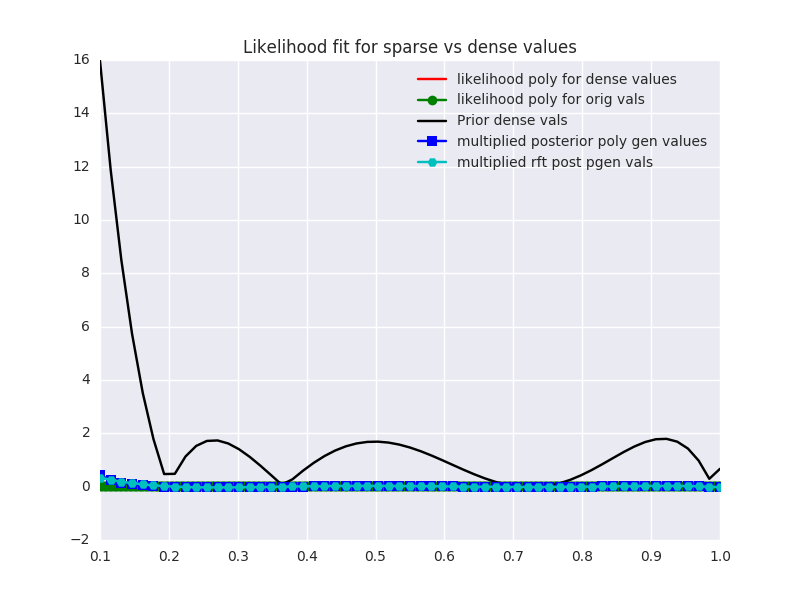 Likelihood fit for sparse vs dense values
16
14
12
10
8
6
4
2
0
−2
likelihood poly for dense values
likelihood poly for orig vals
Prior dense vals
multiplied posterior poly gen values
multiplied rft post pgen vals
0.1 0.2 0.3 0.4 0.5 0.6 0.7 0.8 0.9 1.0